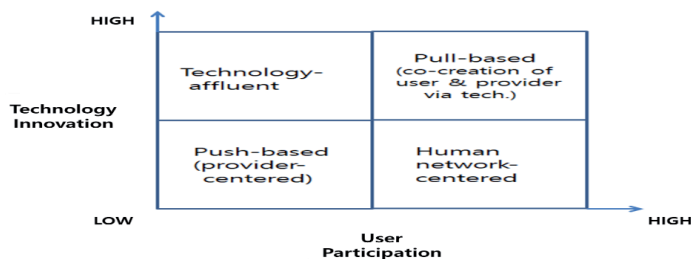 HIGH
Technology-
affluent
Pull-based
(co-creation of
user & provider
via tech.)
Technology
Innovation
Push-based
(provider-
centered)
Human
network-
centered
LOW
HIGH
User
Participation